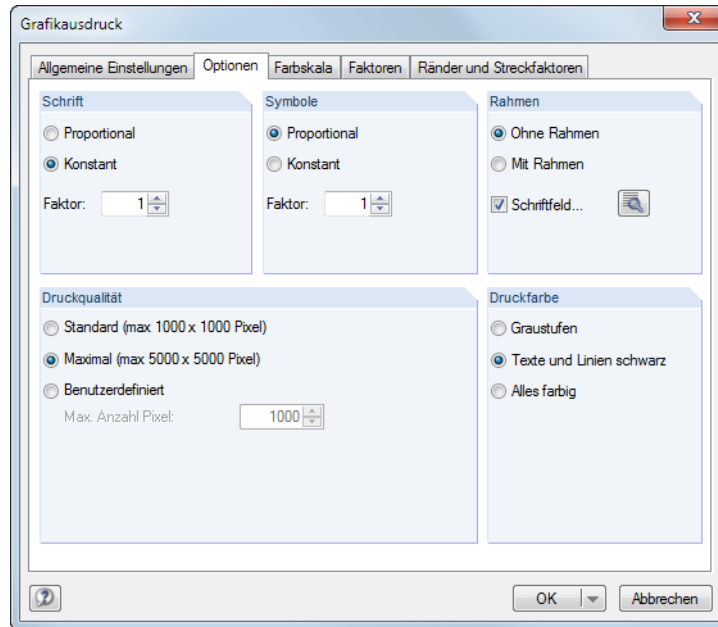 Grafikausdruck
Allgemeine Einstellungen
Optionen
Farbskala
Faktoren
Ränder und Streckfaktoren
Schrift
Proportional
Konstant
Faktor: 1
Symbole
Proportional
Konstant
Faktor: 1
Rahmen
Ohne Rahmen
Mit Rahmen
Schriftfeld...
Druckqualität
Standard (max 1000 x 1000 Pixel)
Maximal (max 5000 x 5000 Pixel)
Benutzerdefiniert
Max. Anzahl Pixel: 1000
Druckfarbe
Graustufen
Texte und Linien schwarz
Alles farbig
OK
Abbrechen